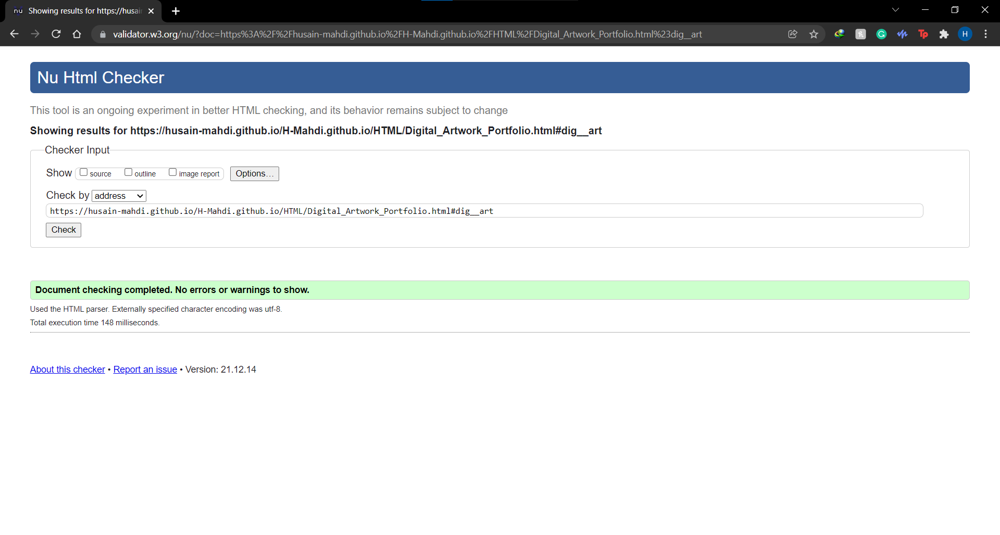 nu Showing results for https://husai
validator.w3.org/nu/?doc=https%3A%2F%2Fhusain-mahdi.github.io%2FH-Mahdi.github.io%2FHTML%2FDigital_Artwork_Portfolio.html%23dig__art
Tp
H
Nu Html Checker
This tool is an ongoing experiment in better HTML checking, and its behavior remains subject to change
Showing results for https://husain-mahdi.github.io/H-Mahdi.github.io/HTML/Digital_Artwork_Portfolio.html#dig__art
Checker Input
Show source outline image report Options...
Check by address
https://husain-mahdi.github.io/H-Mahdi.github.io/HTML/Digital_Artwork_Portfolio.html#dig__art
Check
Document checking completed. No errors or warnings to show.
Used the HTML parser. Externally specified character encoding was utf-8.
Total execution time 148 milliseconds.
About this checker • Report an issue • Version: 21.12.14